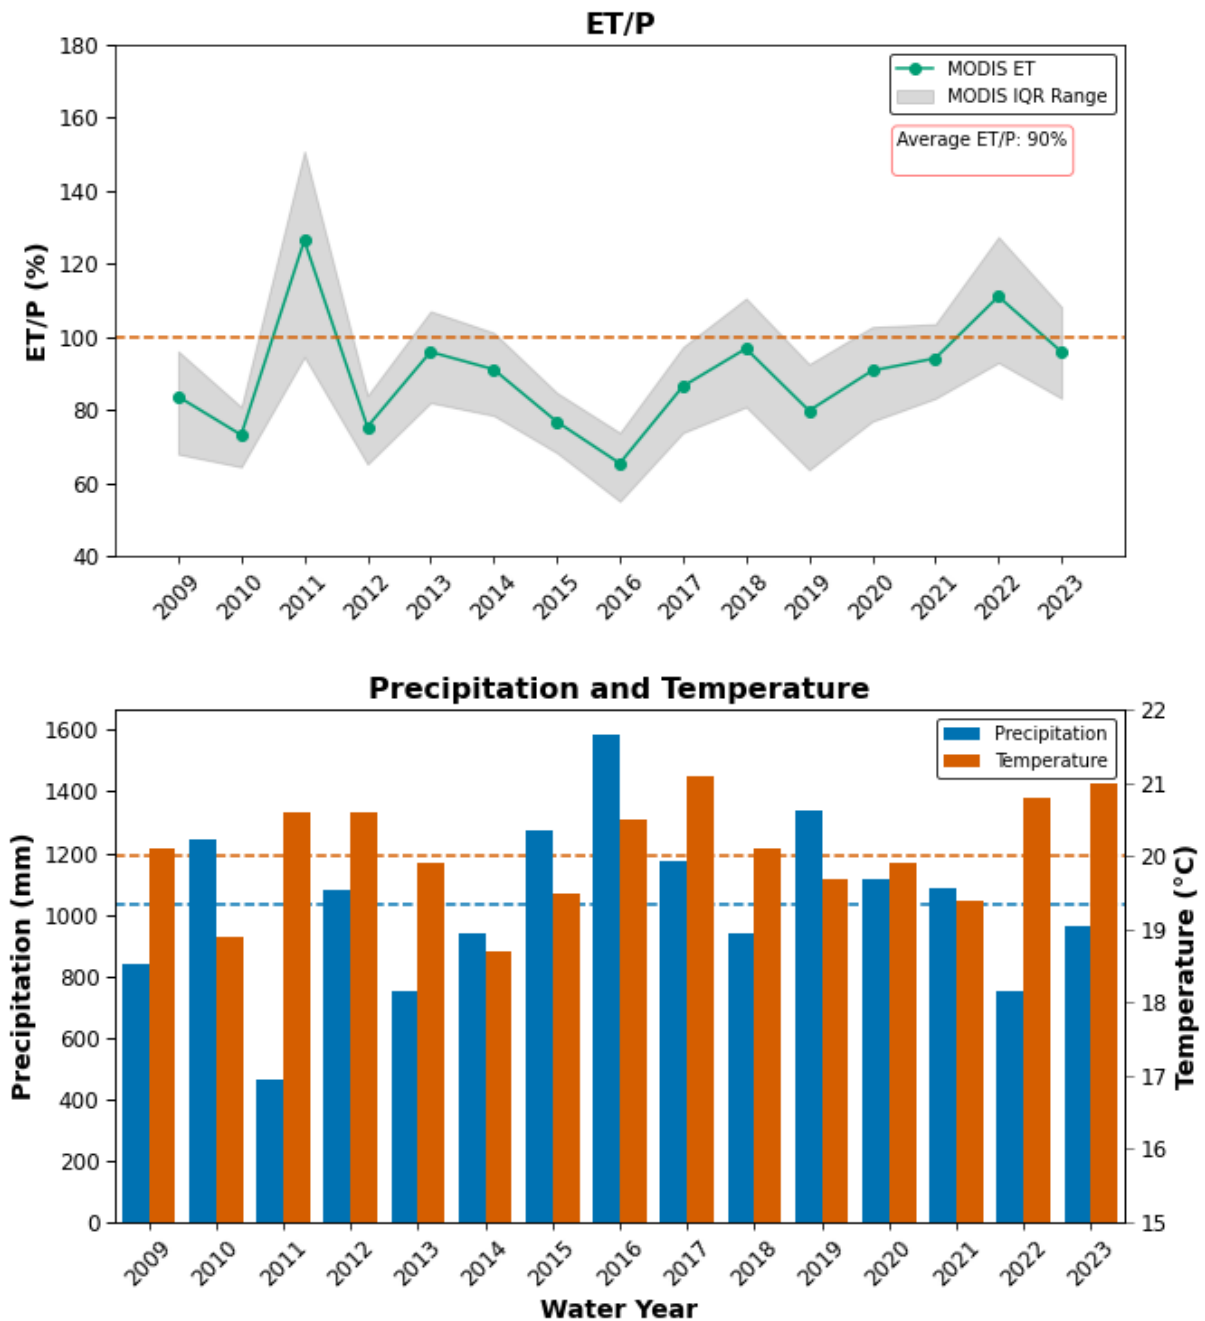 ET/P
180
160
140
120
100
80
60
40
ET/P (%)
MODIS ET
MODIS IQR Range
Average ET/P: 90%
2009 2010 2011 2012 2013 2014 2015 2016 2017 2018 2019 2020 2021 2022 2023
Precipitation and Temperature
1600
1400
1200
1000
800
600
400
200
0
Precipitation (mm)
Precipitation
Temperature
22
21
20
19
18
17
16
15
Temperature (°C)
2009 2010 2011 2012 2013 2014 2015 2016 2017 2018 2019 2020 2021 2022 2023
Water Year